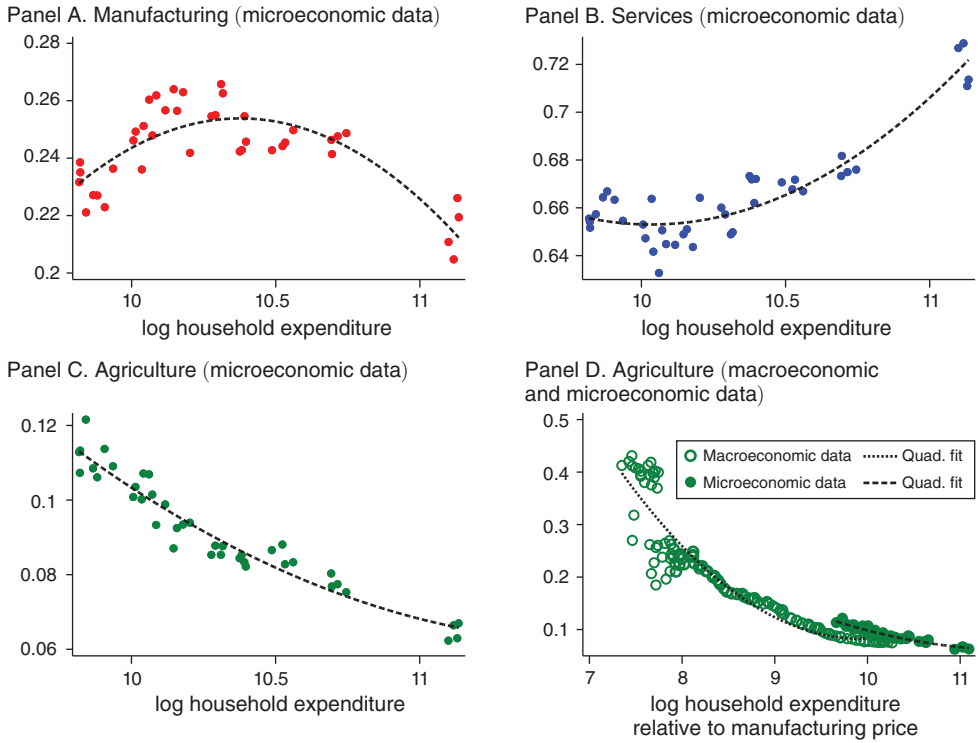 Panel A. Manufacturing (microeconomic data)
0.28
0.26
0.24
0.22
0.2
10
10.5
11
log household expenditure
Panel B. Services (microeconomic data)
0.72
0.7
0.68
0.66
0.64
10
10.5
11
log household expenditure
Panel C. Agriculture (microeconomic data)
0.12
0.1
0.08
0.06
10
10.5
11
log household expenditure
Panel D. Agriculture (macroeconomic
and microeconomic data)
0.5
0.4
0.3
0.2
0.1
Macroeconomic data Quad. fit
Microeconomic data Quad. fit
7
8
9
10
11
log household expenditure
relative to manufacturing price